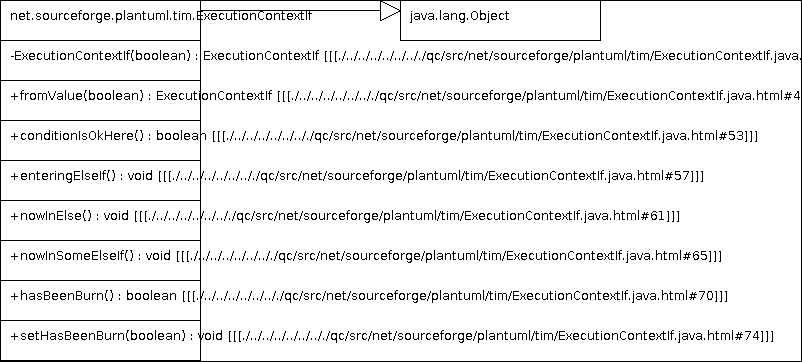 net.sourceforge.plantuml.tim.ExecutionContextIf
java.lang.Object
-ExecutionContextIf(boolean) : ExecutionContextIf [[[./../../../../../../../qc/src/net/sourceforge/plantuml/tim/ExecutionContextIf.java.
+fromValue(boolean) : ExecutionContextIf [[[./../../../../../../../qc/src/net/sourceforge/plantuml/tim/ExecutionContextIf.java.html#4
+conditionIsOkHere() : boolean [[[./../../../../../../../qc/src/net/sourceforge/plantuml/tim/ExecutionContextIf.java.html#53]]]
+enteringElseIf() : void [[[./../../../../../../../qc/src/net/sourceforge/plantuml/tim/ExecutionContextIf.java.html#57]]]
+nowInElse() : void [[[./../../../../../../../qc/src/net/sourceforge/plantuml/tim/ExecutionContextIf.java.html#61]]]
+nowInSomeElseIf() : void [[[./../../../../../../../qc/src/net/sourceforge/plantuml/tim/ExecutionContextIf.java.html#65]]]
+hasBeenBurn() : boolean [[[./../../../../../../../qc/src/net/sourceforge/plantuml/tim/ExecutionContextIf.java.html#70]]]
+setHasBeenBurn(boolean) : void [[[./../../../../../../../qc/src/net/sourceforge/plantuml/tim/ExecutionContextIf.java.html#74]]]